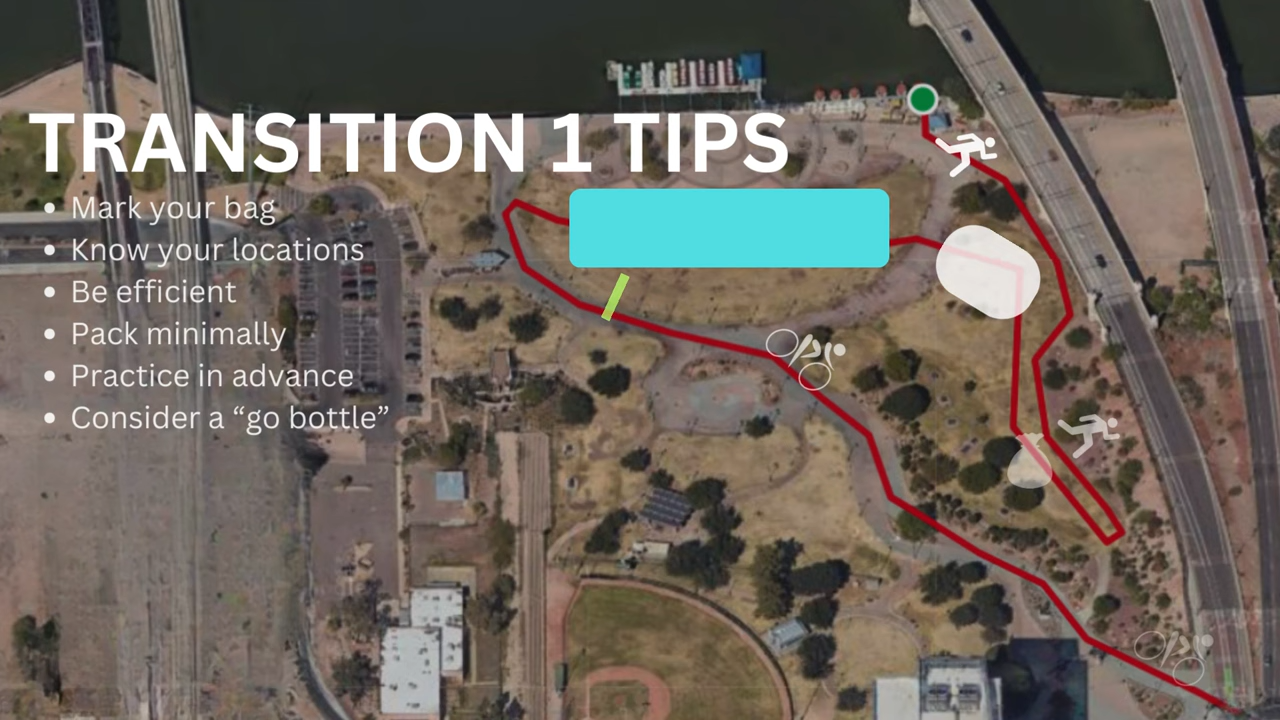 TRANSITION 1 TIPS
• Mark your bag
• Know your locations
• Be efficient
• Pack minimally
• Practice in advance
• Consider a “go bottle”